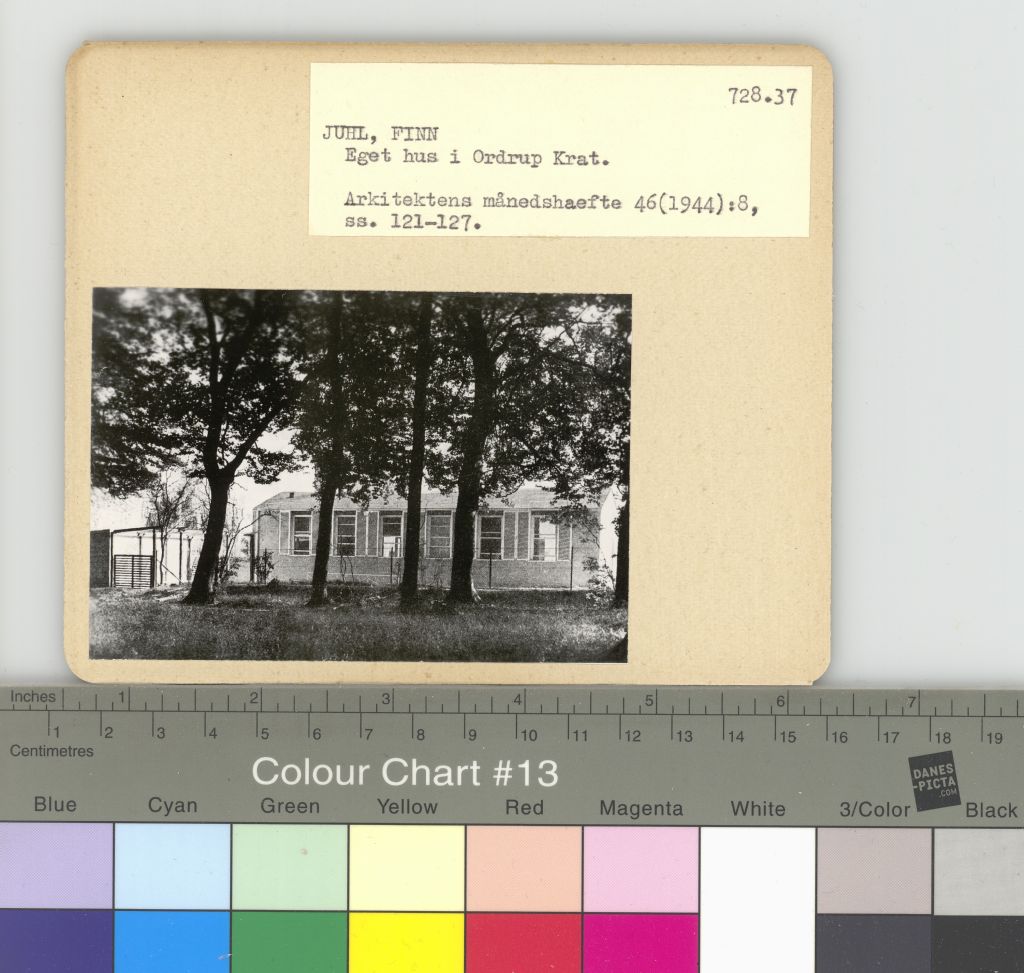 728.37
JUHL, FINN
Eget hus i Ordrup Krat.
Arkitektens månedshaefte 46(1944):8,
ss. 121-127.
Inches 1 2 3 4 5 6 7
1 2 3 4 5 6 7 8 9 10 11 12 13 14 15 16 17 18 19
Centimetres
Colour Chart #13
DANES
-PICTA
.COM
Blue Cyan Green Yellow Red Magenta White 3/Color Black